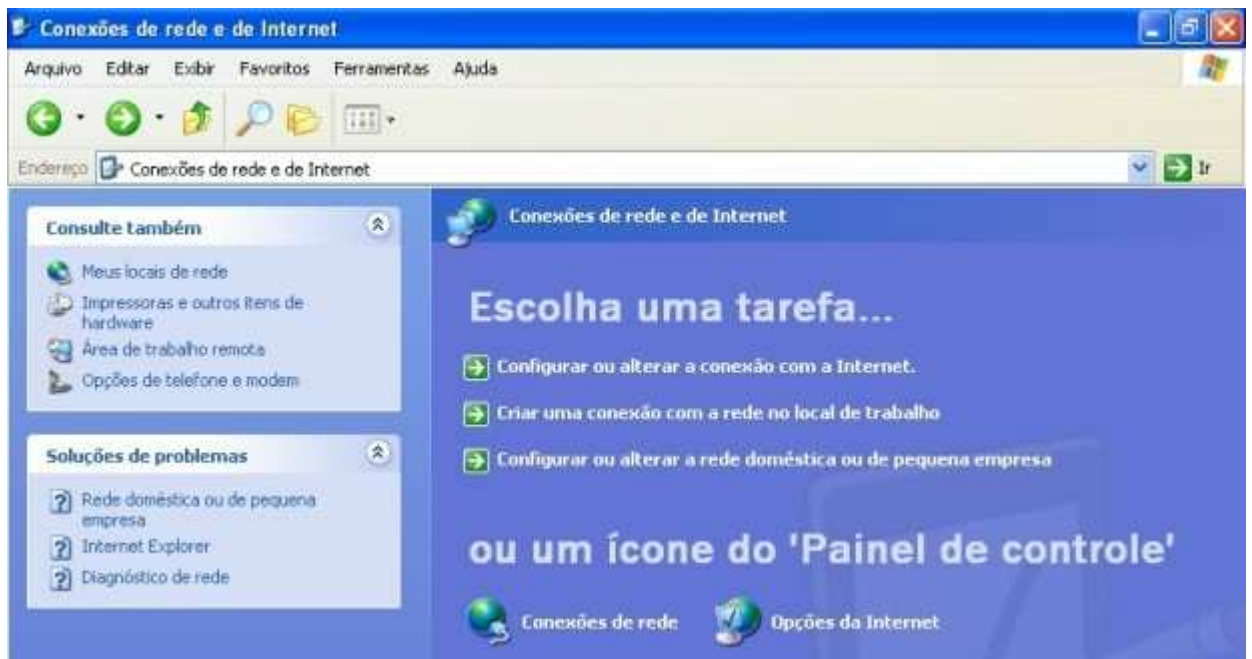 Conexões de rede e de Internet
Arquivo Editar Exibir Favoritos Ferramentas Ajuda
Endereço Conexões de rede e de Internet Ir
Consulte também
Meus locais de rede
Impressoras e outros itens de
hardware
Área de trabalho remota
Opções de telefone e modem
Soluções de problemas
Rede doméstica ou de pequena
empresa
Internet Explorer
Diagnóstico de rede
Conexões de rede e de Internet
Escolha uma tarefa...
Configurar ou alterar a conexão com a Internet.
Criar uma conexão com a rede no local de trabalho
Configurar ou alterar a rede doméstica ou de pequena empresa
ou um ícone do 'Painel de controle'
Conexões de rede Opções da Internet